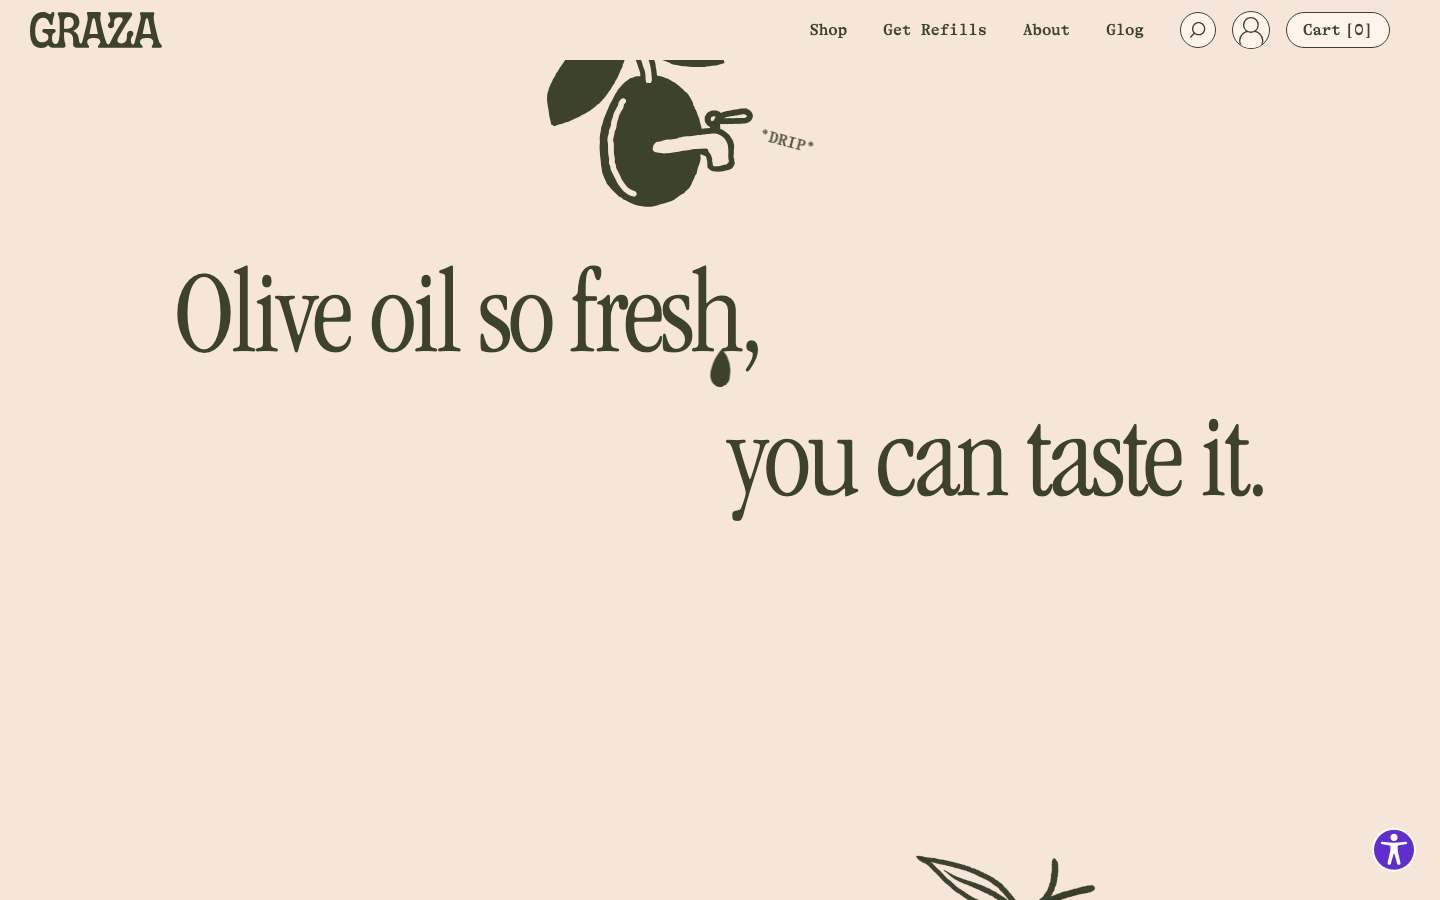 GRAZA
Shop Get Refills About Glog Cart [0]
*DRIP*
Olive oil so fresh,
you can taste it.